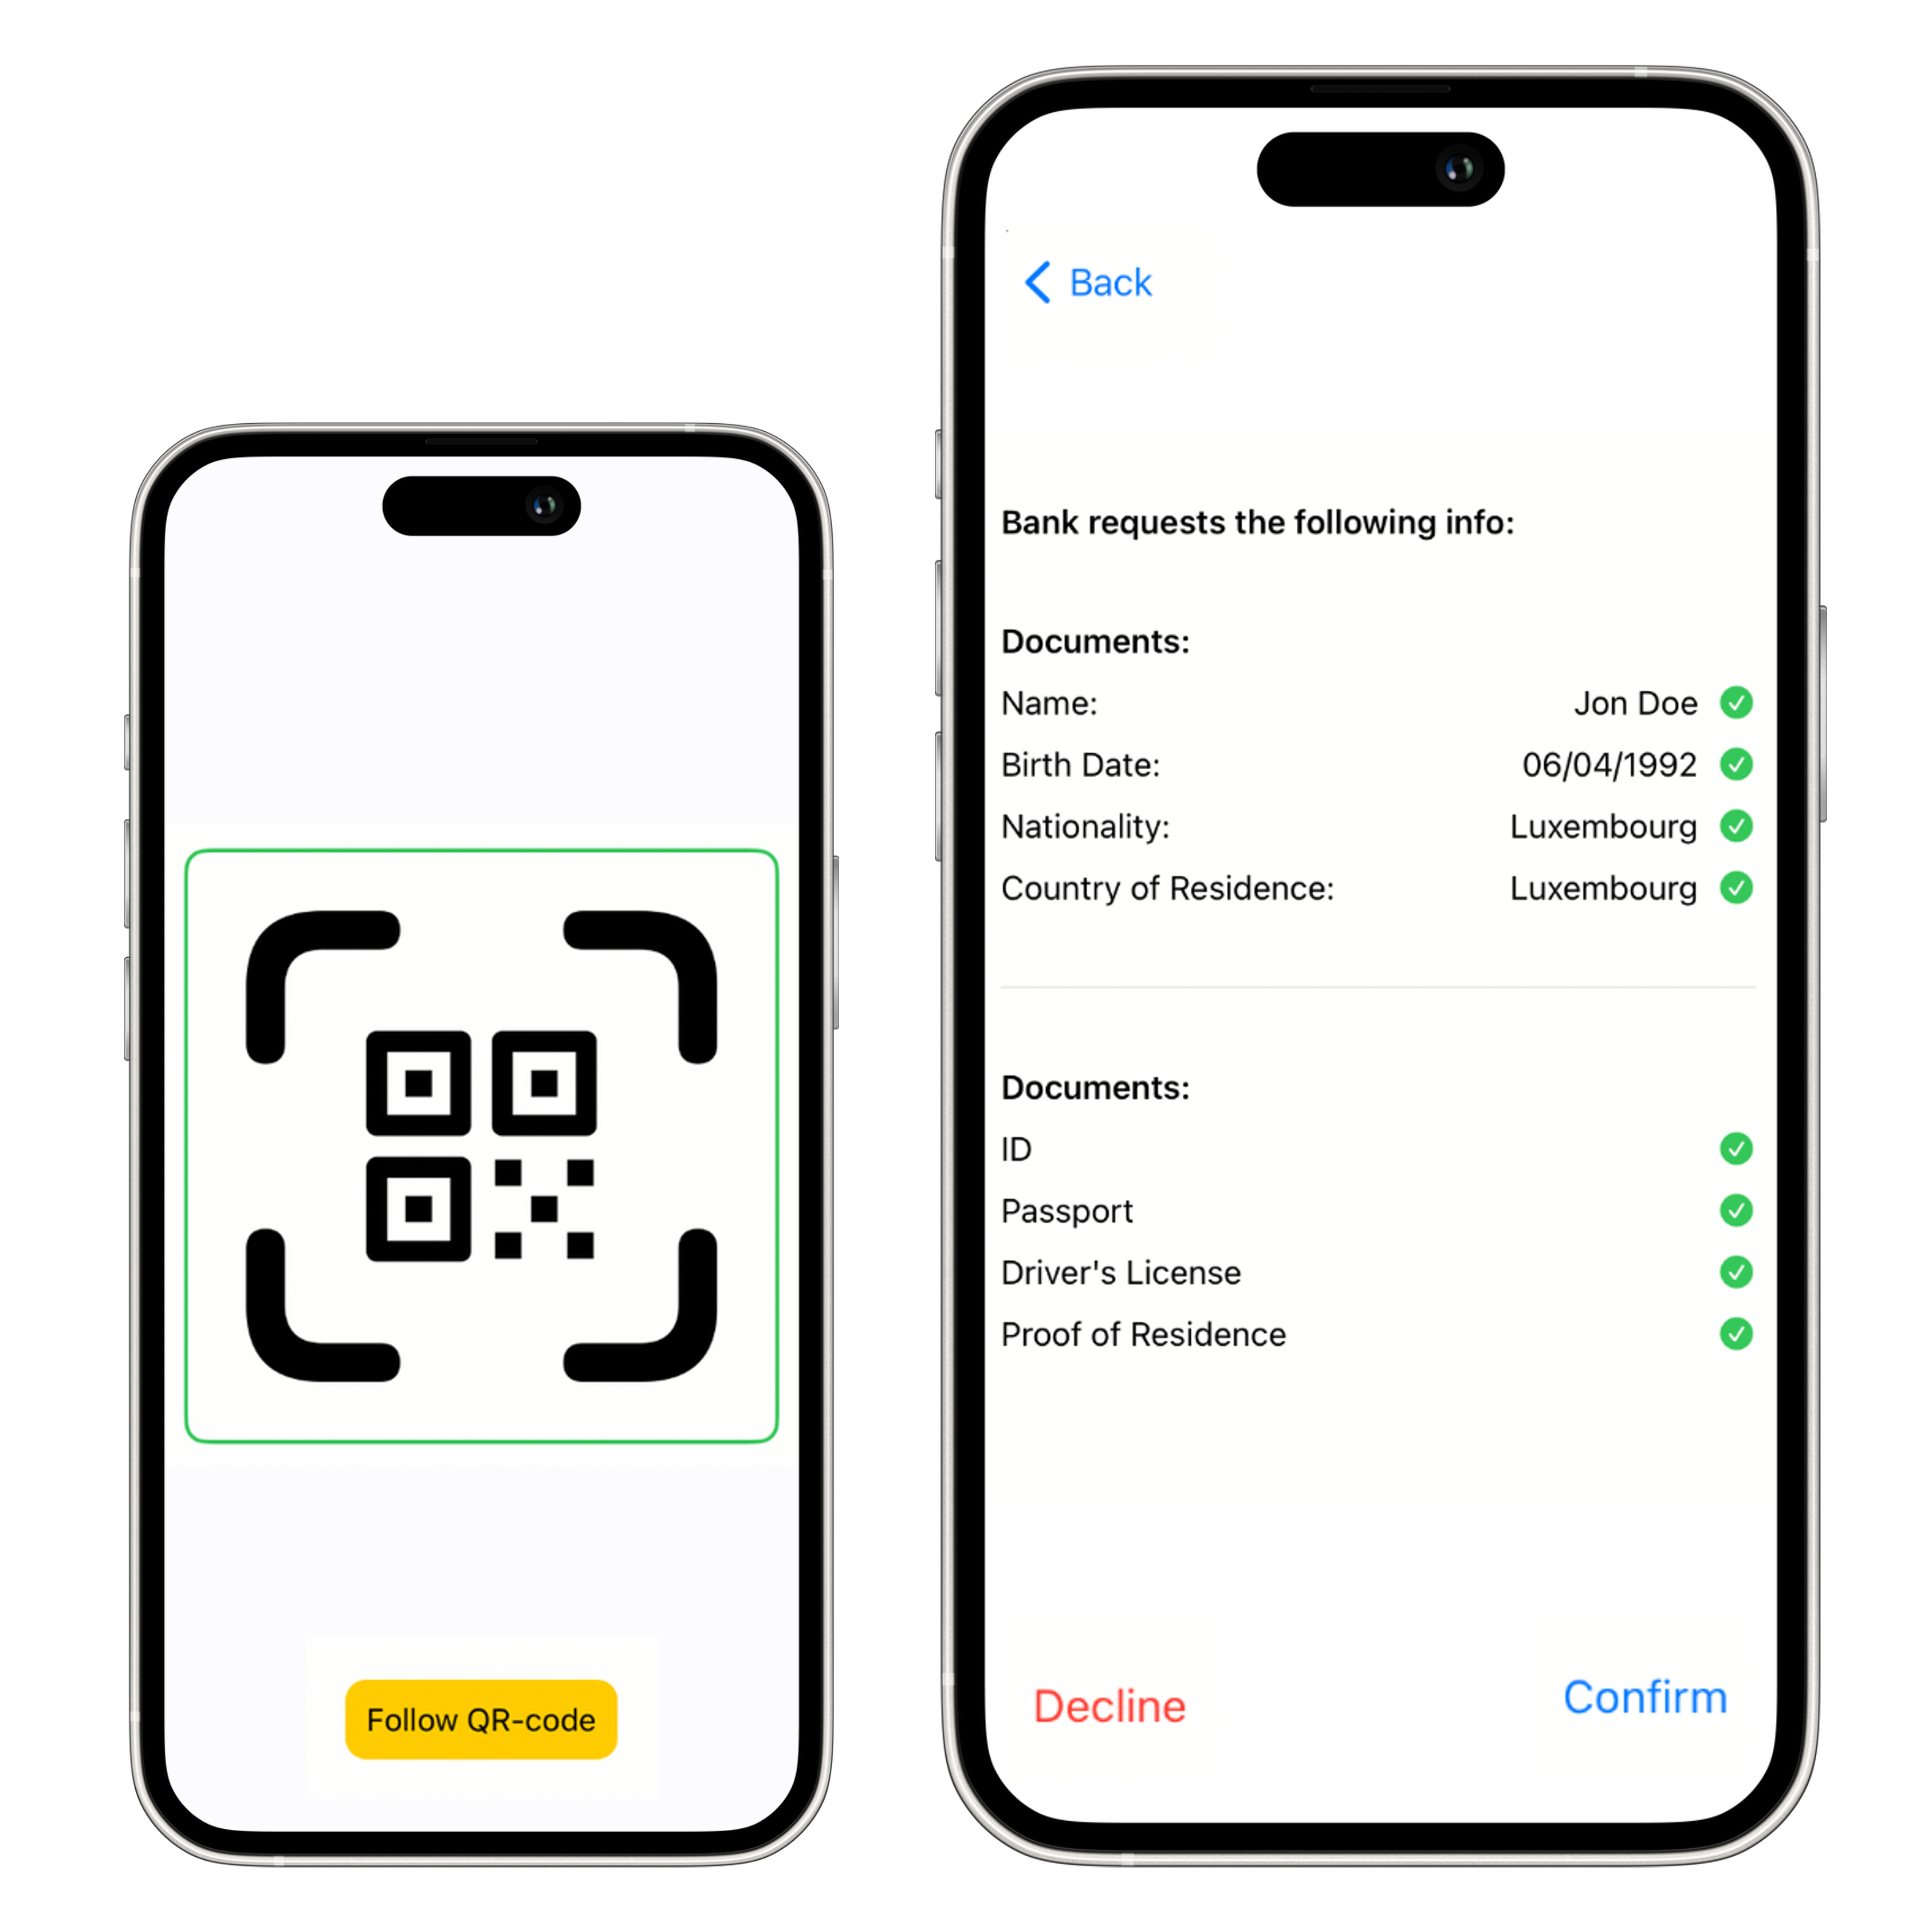 Follow QR-code
Back
Bank requests the following info:
Documents:
Name: Jon Doe
Birth Date: 06/04/1992
Nationality: Luxembourg
Country of Residence: Luxembourg
Documents:
ID
Passport
Driver's License
Proof of Residence
Decline Confirm